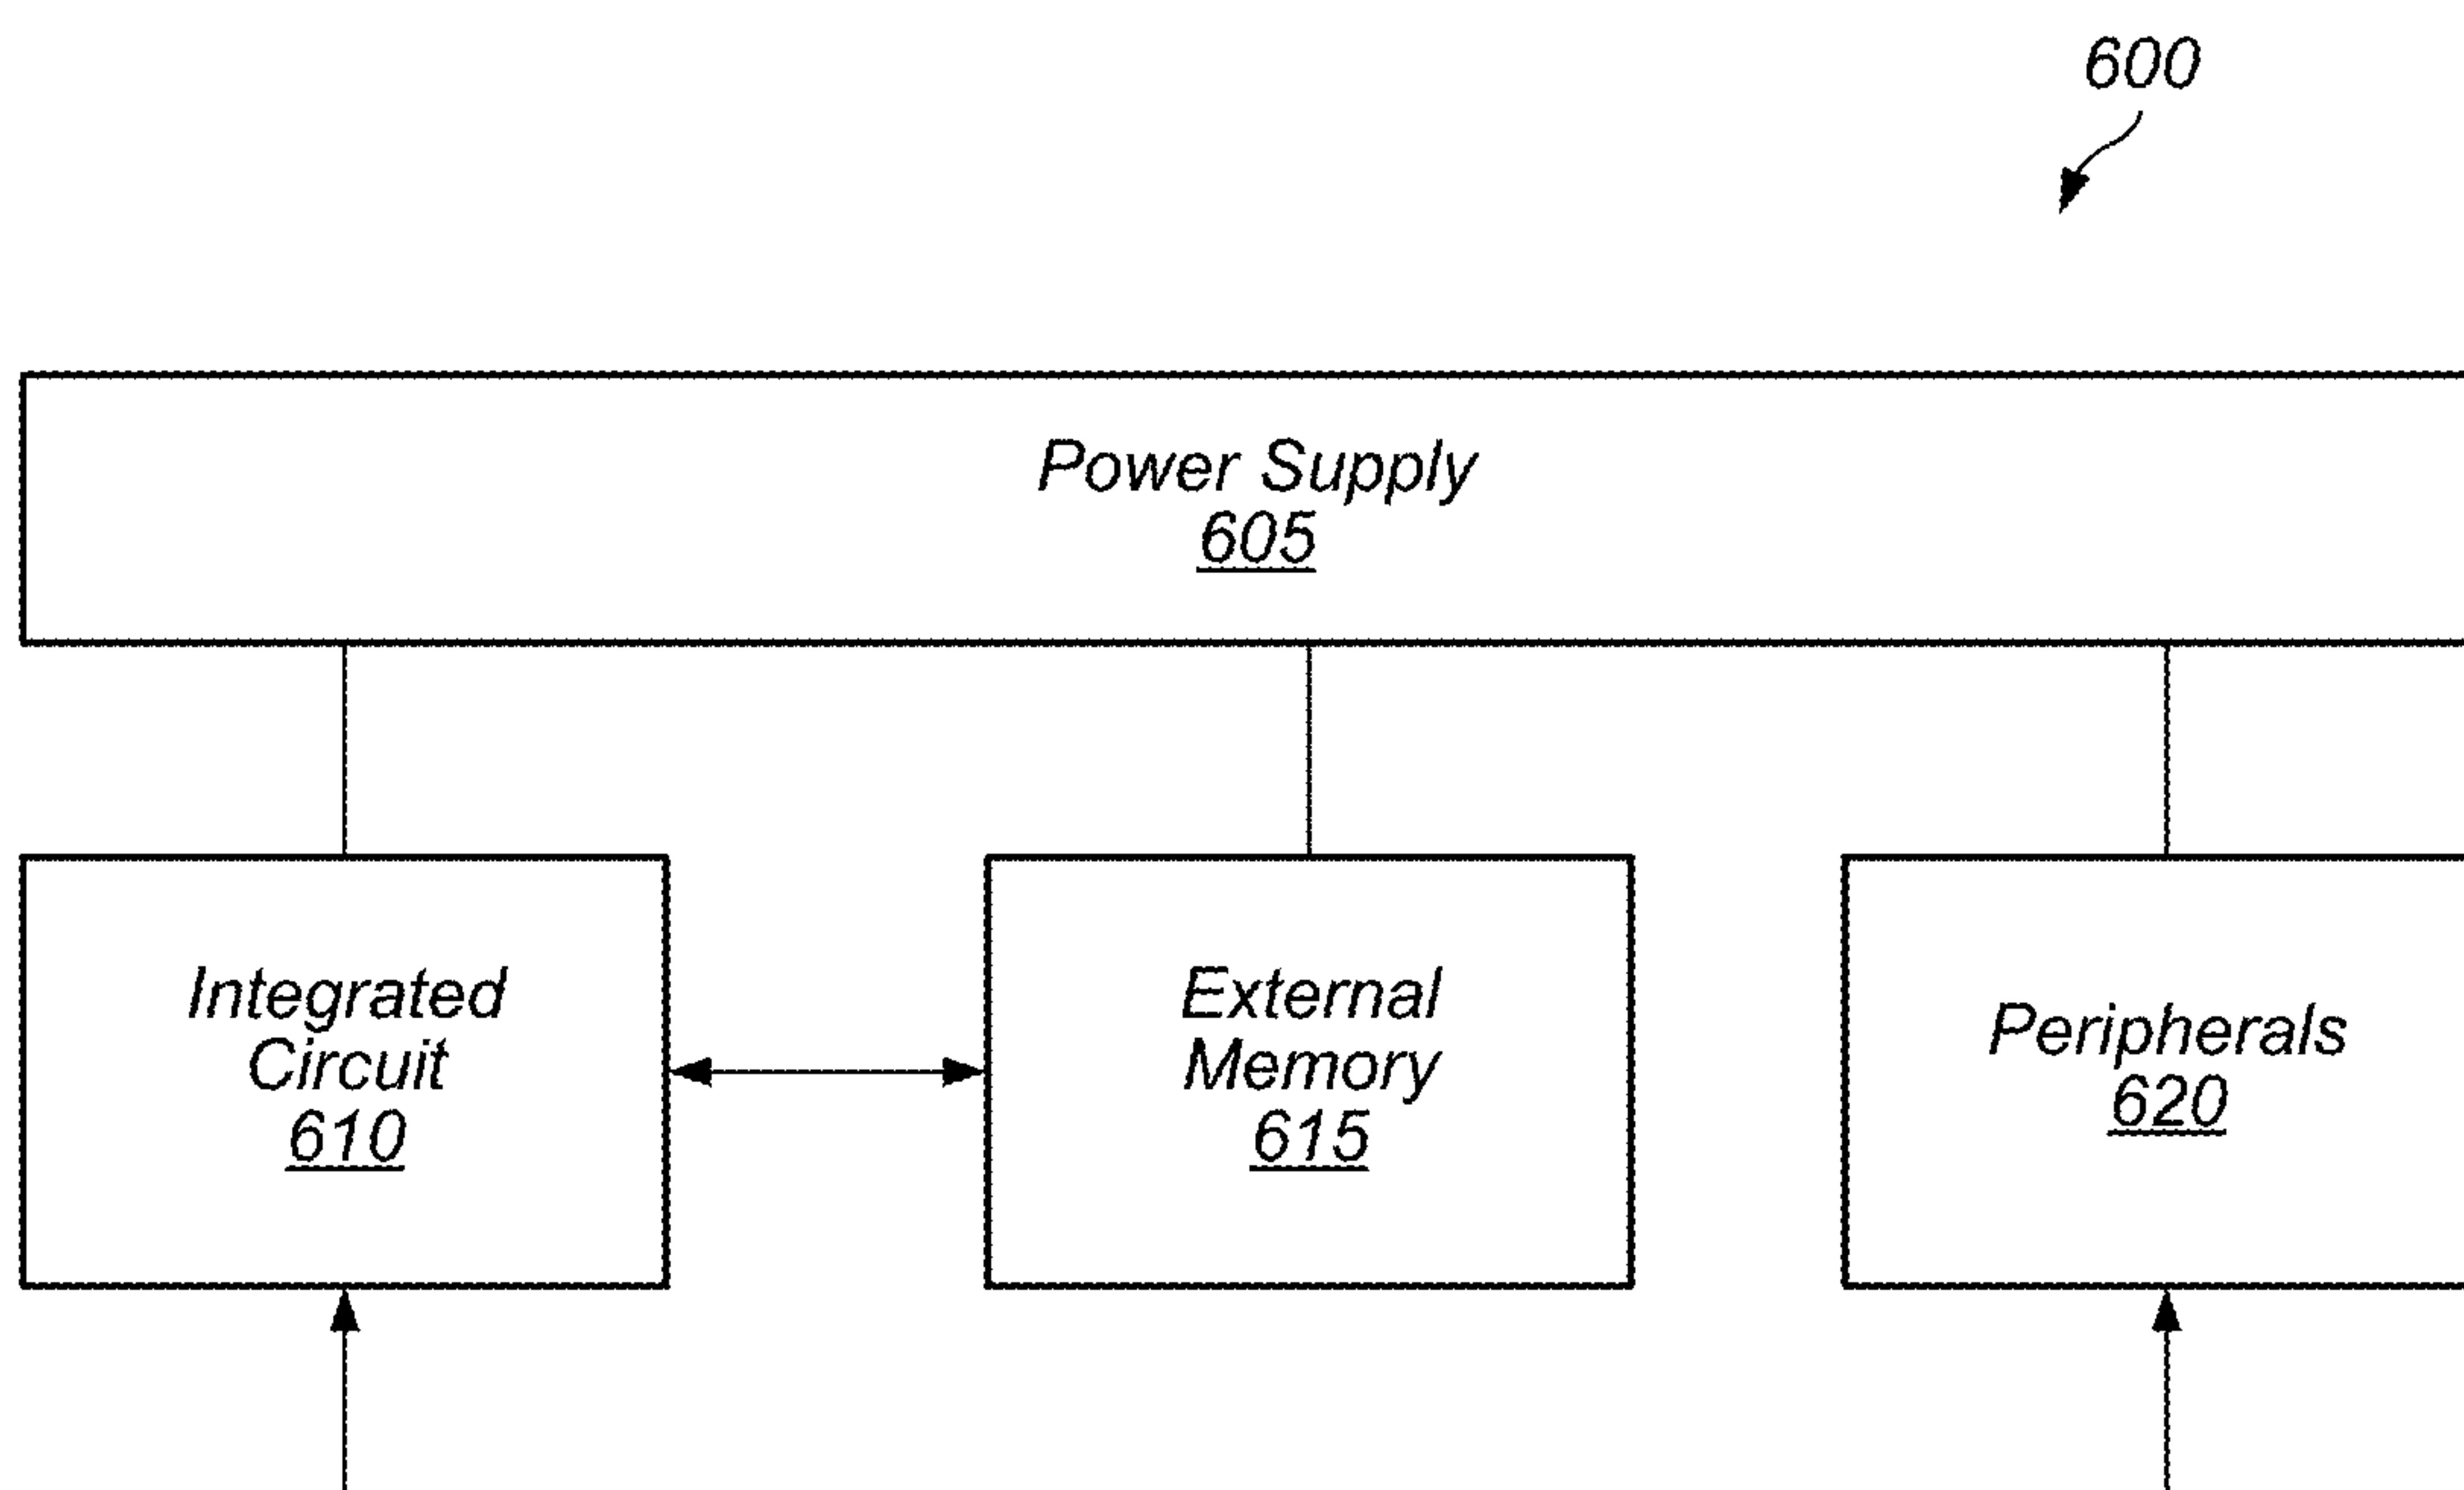 600
Power Supply
605
Integrated
Circuit
610
External
Memory
615
Peripherals
620